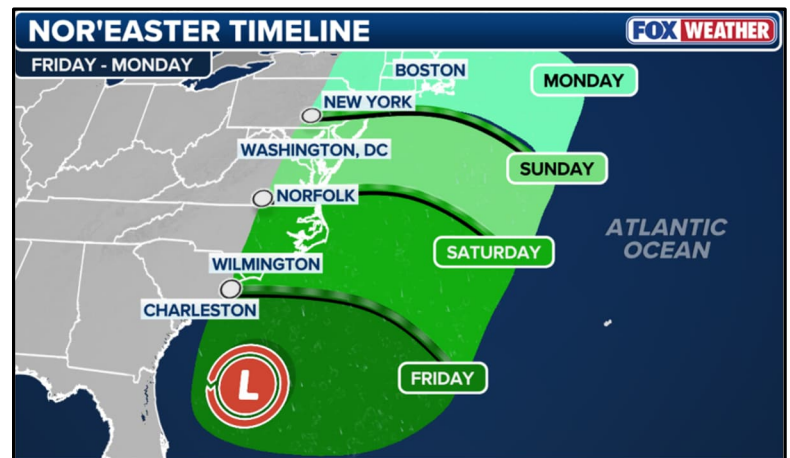 NOR'EASTER TIMELINE
FOX WEATHER
FRIDAY - MONDAY
BOSTON
MONDAY
NEW YORK
WASHINGTON, DC
SUNDAY
NORFOLK
ATLANTIC
OCEAN
SATURDAY
WILMINGTON
CHARLESTON
FRIDAY
L